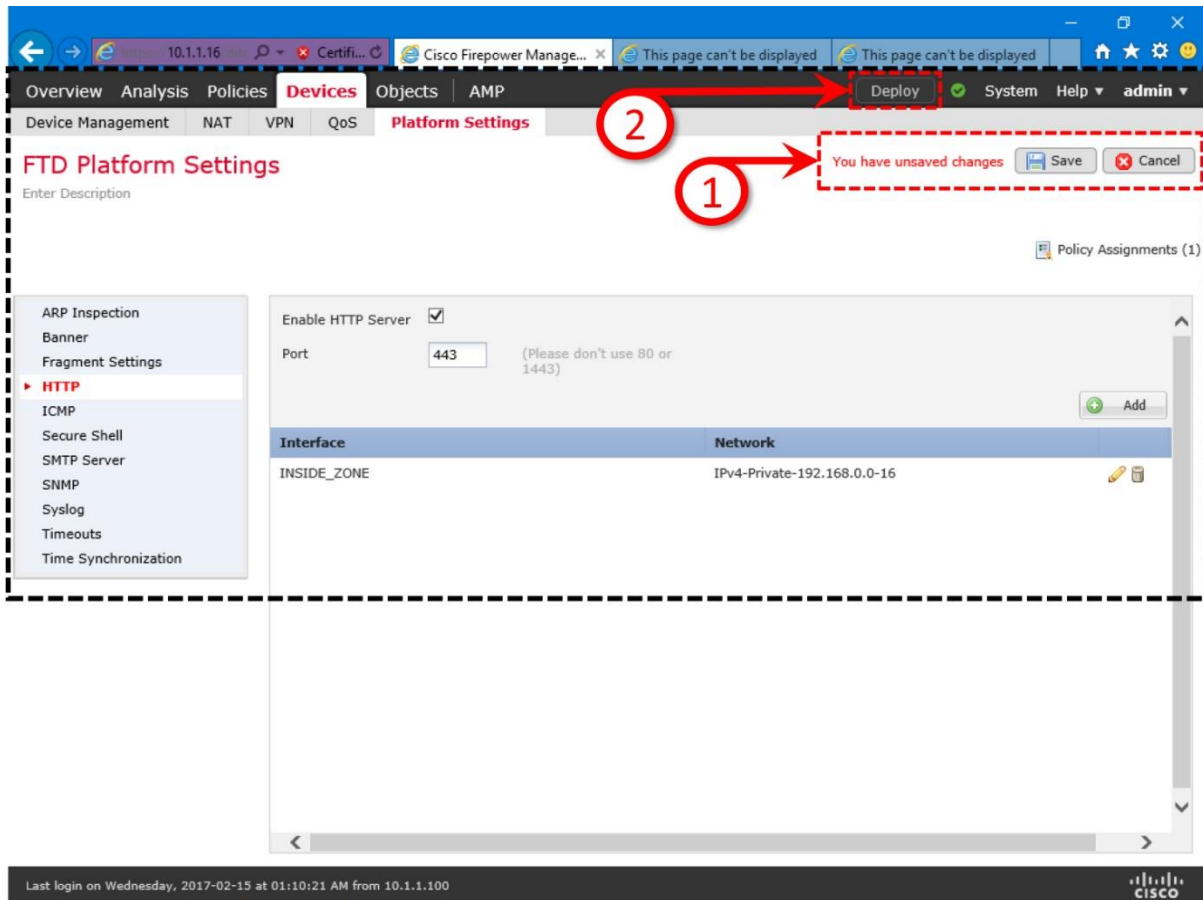 10.1.1.16 Certifi... Cisco Firepower Manage... This page can't be displayed This page can't be displayed
Overview Analysis Policies Devices Objects AMP Deploy System Help admin
Device Management NAT VPN QoS Platform Settings
2
FTD Platform Settings
You have unsaved changes Save Cancel
Enter Description
1
Policy Assignments (1)
ARP Inspection
Banner
Fragment Settings
HTTP
ICMP
Secure Shell
SMTP Server
SNMP
Syslog
Timeouts
Time Synchronization
Enable HTTP Server
Port 443 (Please don't use 80 or
1443)
Add
Interface Network
INSIDE_ZONE IPv4-Private-192.168.0.0-16
Last login on Wednesday, 2017-02-15 at 01:10:21 AM from 10.1.1.100
CISCO